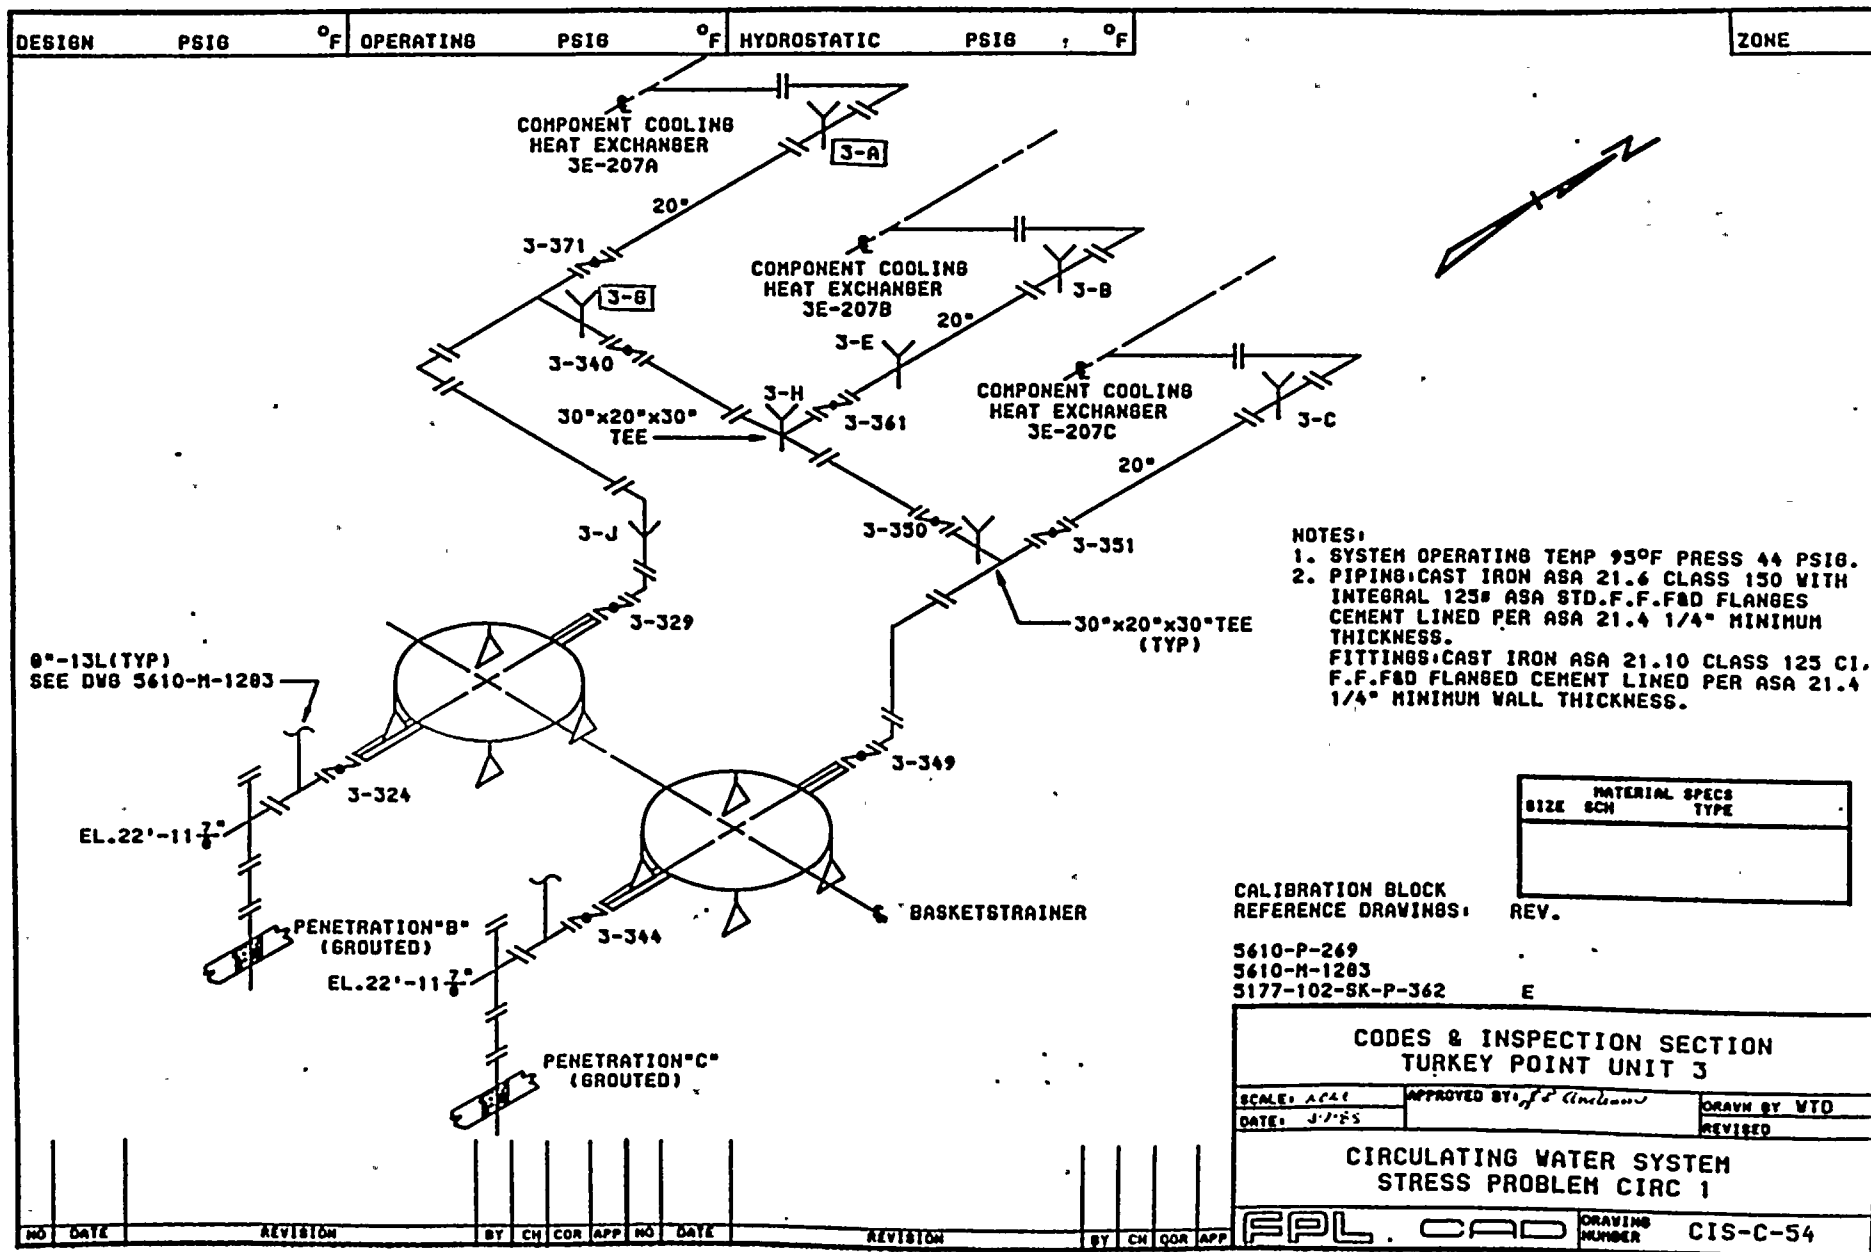 DESIGN PSIG °F OPERATING PSIG °F HYDROSTATIC PSIG °F
ZONE
COMPONENT COOLING
HEAT EXCHANGER
3E-207A
3-A
20"
3-371
3-G
COMPONENT COOLING
HEAT EXCHANGER
3E-207B
3-B
20"
3-E
3-340
3-H
3-361
30"x20"x30"
TEE
COMPONENT COOLING
HEAT EXCHANGER
3E-207C
3-C
20"
3-J
3-350
3-351
3-329
30"x20"x30"TEE
(TYP)
NOTES:
1. SYSTEM OPERATING TEMP 95°F PRESS 44 PSIG.
2. PIPING:CAST IRON ASA 21.6 CLASS 150 WITH
INTEGRAL 125# ASA STD.F.F.F&D FLANGES
CEMENT LINED PER ASA 21.4 1/4" MINIMUM
THICKNESS.
FITTINGS:CAST IRON ASA 21.10 CLASS 125 CI.
F.F.F&D FLANGED CEMENT LINED PER ASA 21.4
1/4" MINIMUM WALL THICKNESS.
8"-13L(TYP)
SEE DWG 5610-M-1283
3-349
3-324
EL.22'-11 7/8"
PENETRATION"B"
(GROUTED)
3-344
BASKETSTRAINER
EL.22'-11 7/8"
PENETRATION"C"
(GROUTED)
MATERIAL SPECS
SIZE SCH TYPE
CALIBRATION BLOCK
REFERENCE DRAWINGS: REV.
5610-P-269
5610-M-1283
5177-102-SK-P-362 E
CODES & INSPECTION SECTION
TURKEY POINT UNIT 3
SCALE:
APPROVED BY:
DRAWN BY WTD
DATE:
REVISED
CIRCULATING WATER SYSTEM
STRESS PROBLEM CIRC 1
FPL. CAD
DRAWING
NUMBER
CIS-C-54
NO DATE REVISION BY CH COR APP NO DATE REVISION BY CH COR APP